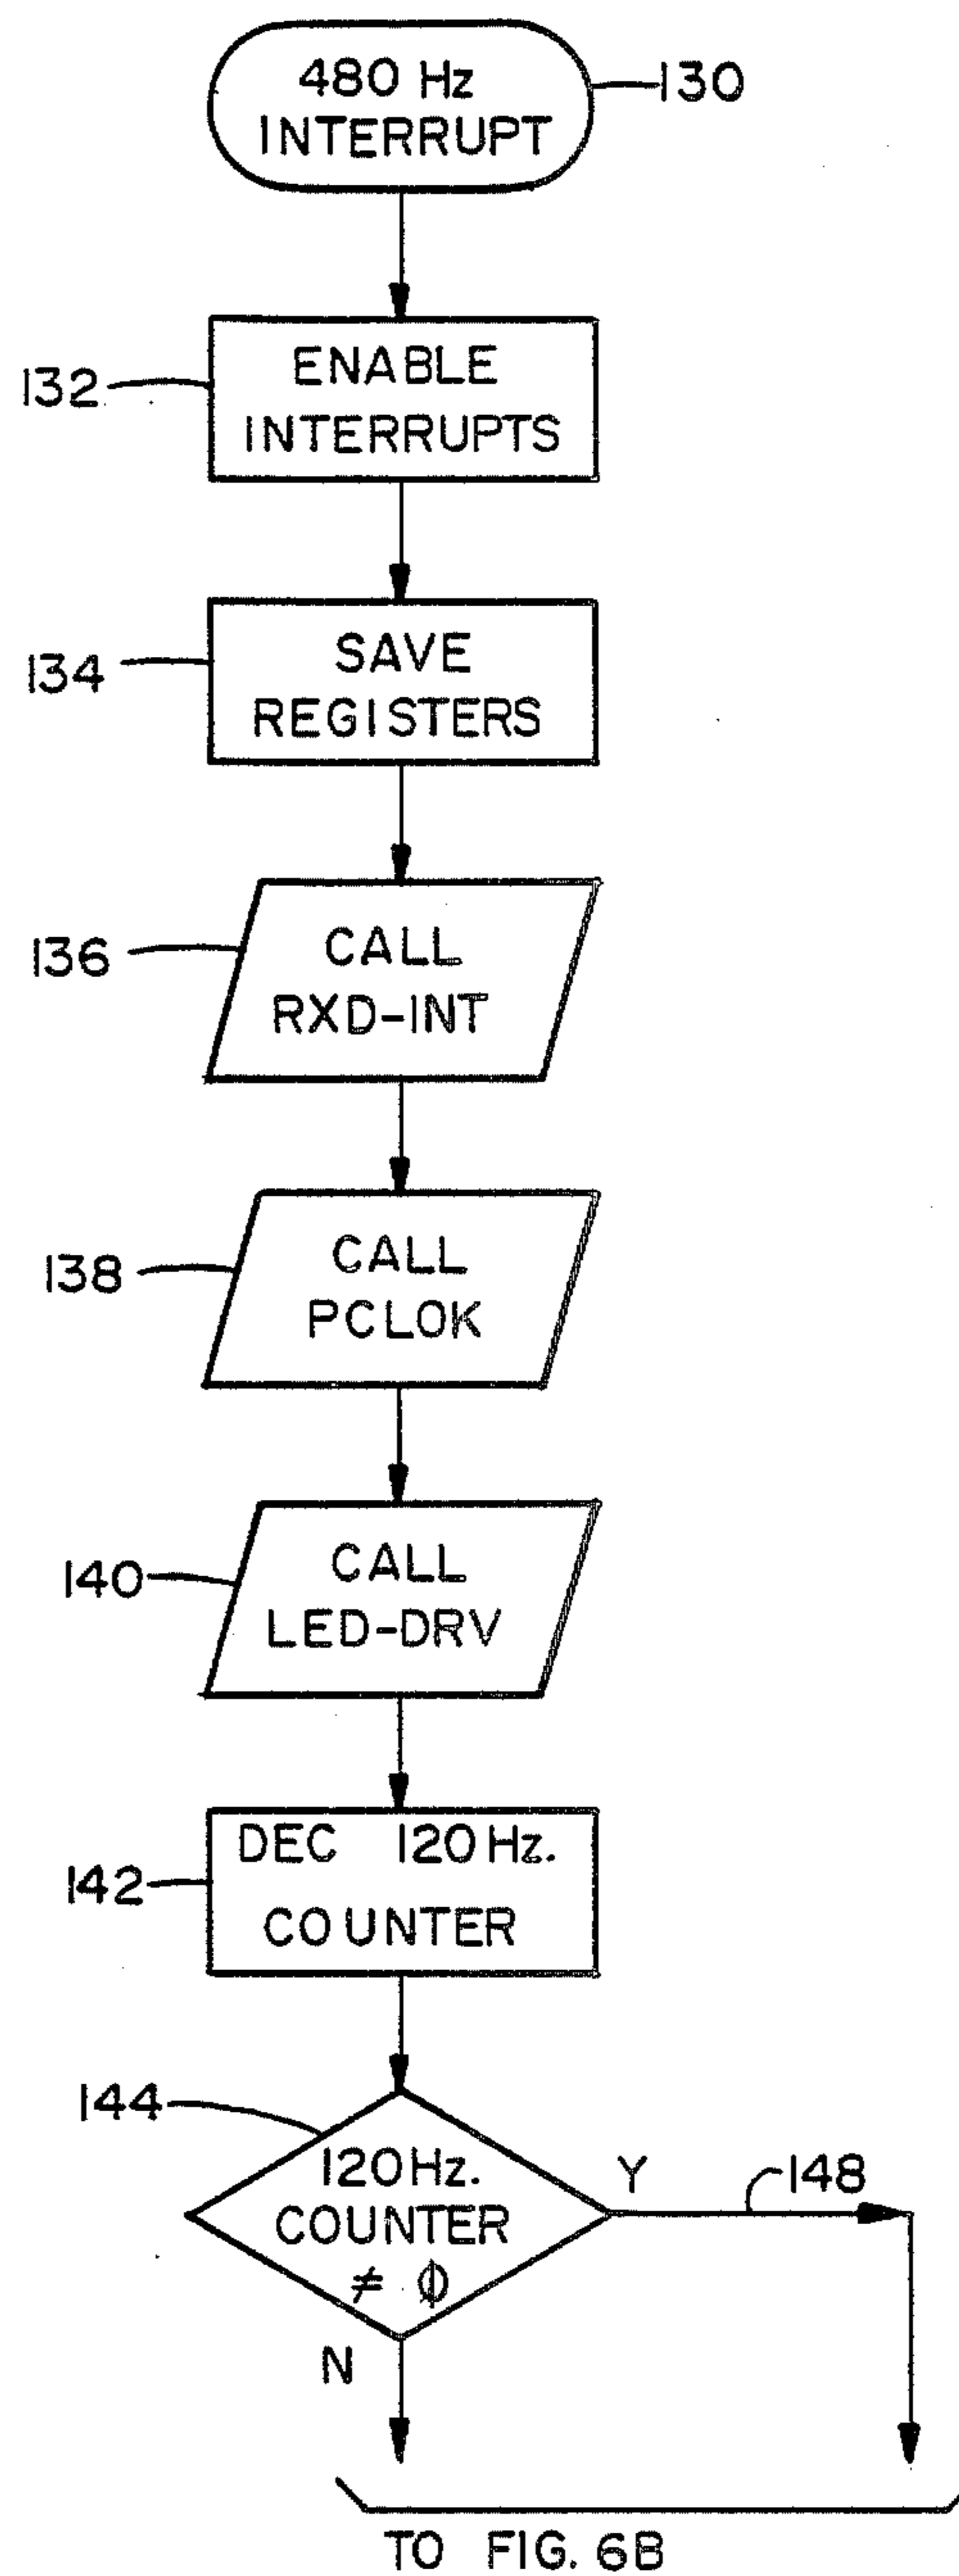 480 Hz
INTERRUPT
130
132
ENABLE
INTERRUPTS
134
SAVE
REGISTERS
136
CALL
RXD-INT
138
CALL
PCLOK
140
CALL
LED-DRV
142
DEC 120 Hz.
COUNTER
144
120 Hz.
COUNTER
≠ ϕ
Y
148
N
TO FIG. 6B